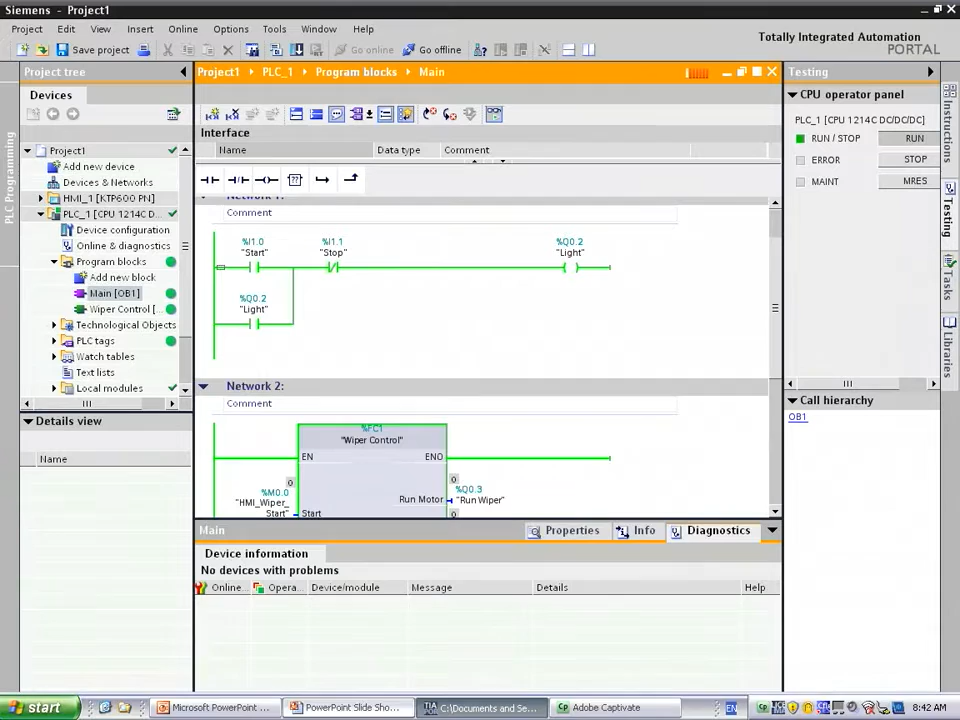 Siemens - Project1
Project Edit View Insert Online Options Tools Window Help
Totally Integrated Automation
PORTAL
Save project Go online Go offline
Project tree
Project1 PLC_1 Program blocks Main
Testing
Devices
CPU operator panel
PLC_1 [CPU 1214C DC/DC/DC]
RUN / STOP RUN
ERROR STOP
MAINT MRES
Interface
Name Data type Comment
Project1
Add new device
Devices & Networks
HMI_1 [KTP600 PN]
PLC_1 [CPU 1214C D...
Device configuration
Online & diagnostics
Program blocks
Add new block
Main [OB1]
Wiper Control [...
Technological Objects
PLC tags
Watch tables
Text lists
Local modules
Network 1:
Comment
%I1.0
"Start"
%I1.1
"Stop"
%Q0.2
"Light"
%Q0.2
"Light"
Network 2:
Comment
%FC1
"Wiper Control"
EN ENO
0
%M0.0
"HMI_Wiper_
Start"
Start
Run Motor
0
%Q0.3
"Run Wiper"
0
Call hierarchy
OB1
Details view
Name
Main
Properties Info Diagnostics
Device information
No devices with problems
Online... Opera... Device/module Message Details Help
PLC Programming
Instructions
Testing
Tasks
Libraries
start
Microsoft PowerPoint ...
PowerPoint Slide Sho...
C:\Documents and Se...
Adobe Captivate
EN
8:42 AM